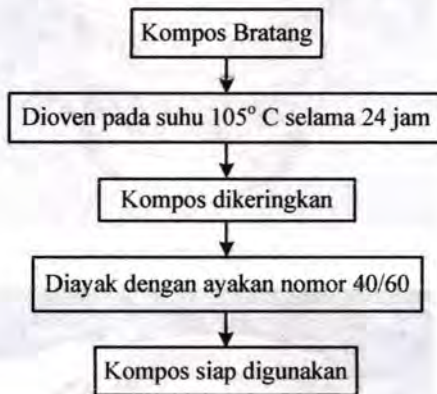 Kompos Bratang
Dioven pada suhu 105° C selama 24 jam
Kompos dikeringkan
Diayak dengan ayakan nomor 40/60
Kompos siap digunakan